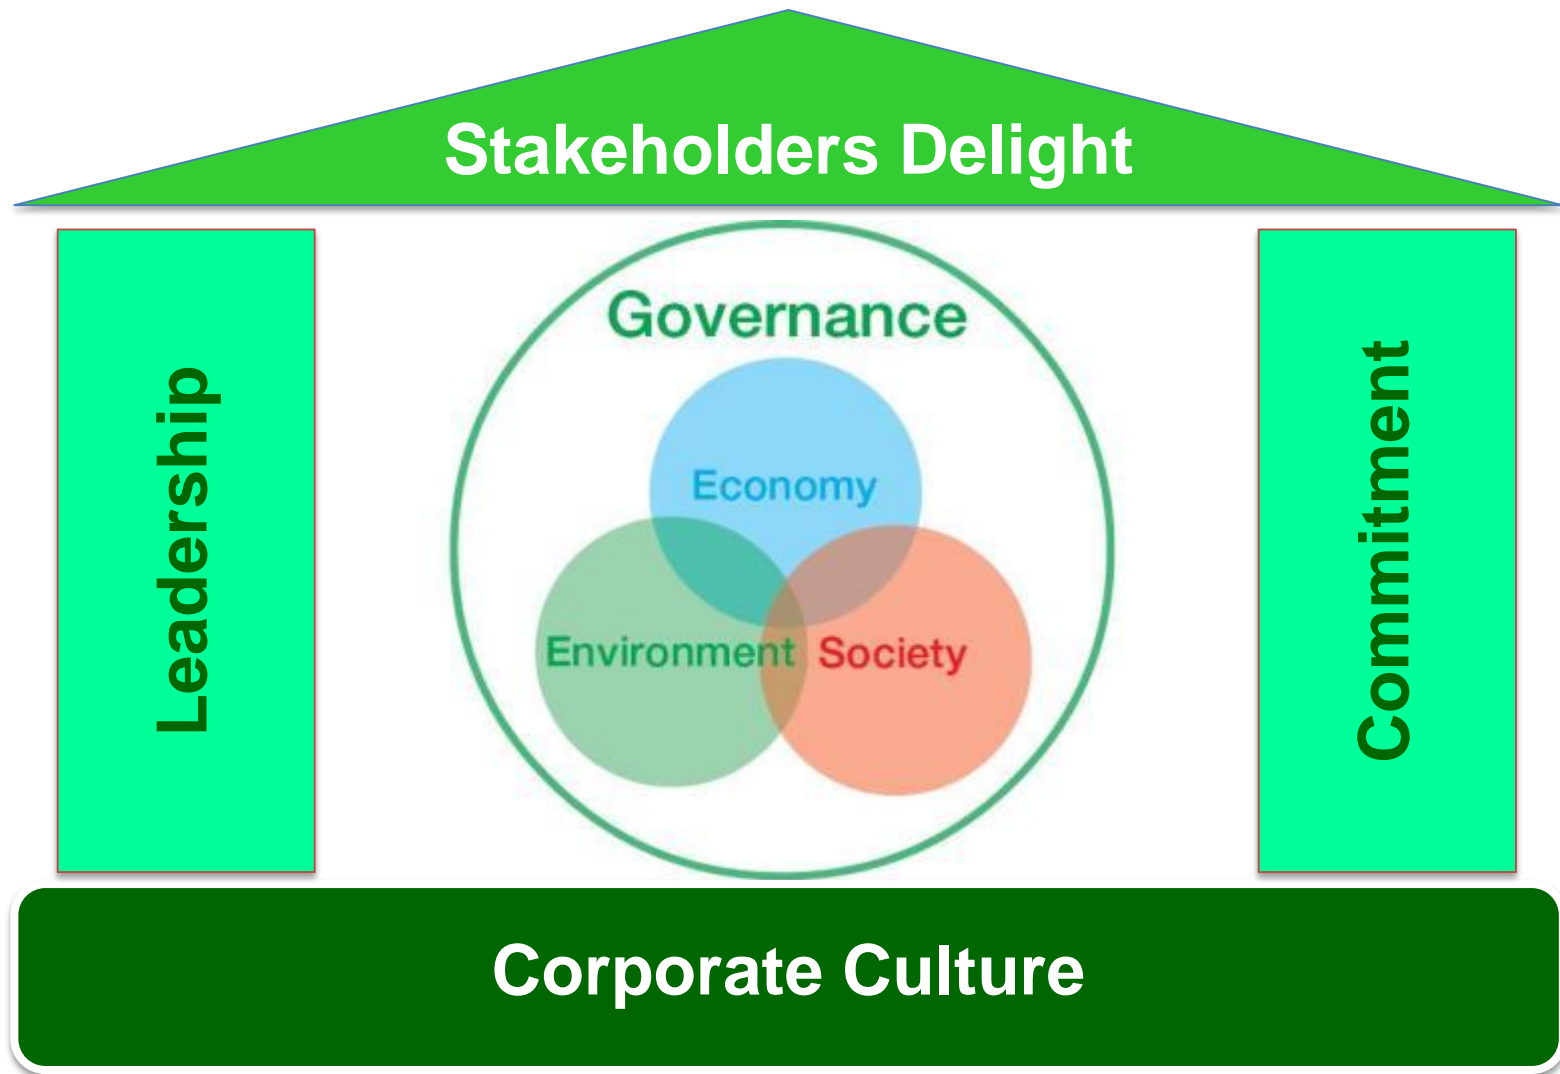 Stakeholders Delight
Leadership
Governance
Economy
Environment
Society
Commitment
Corporate Culture